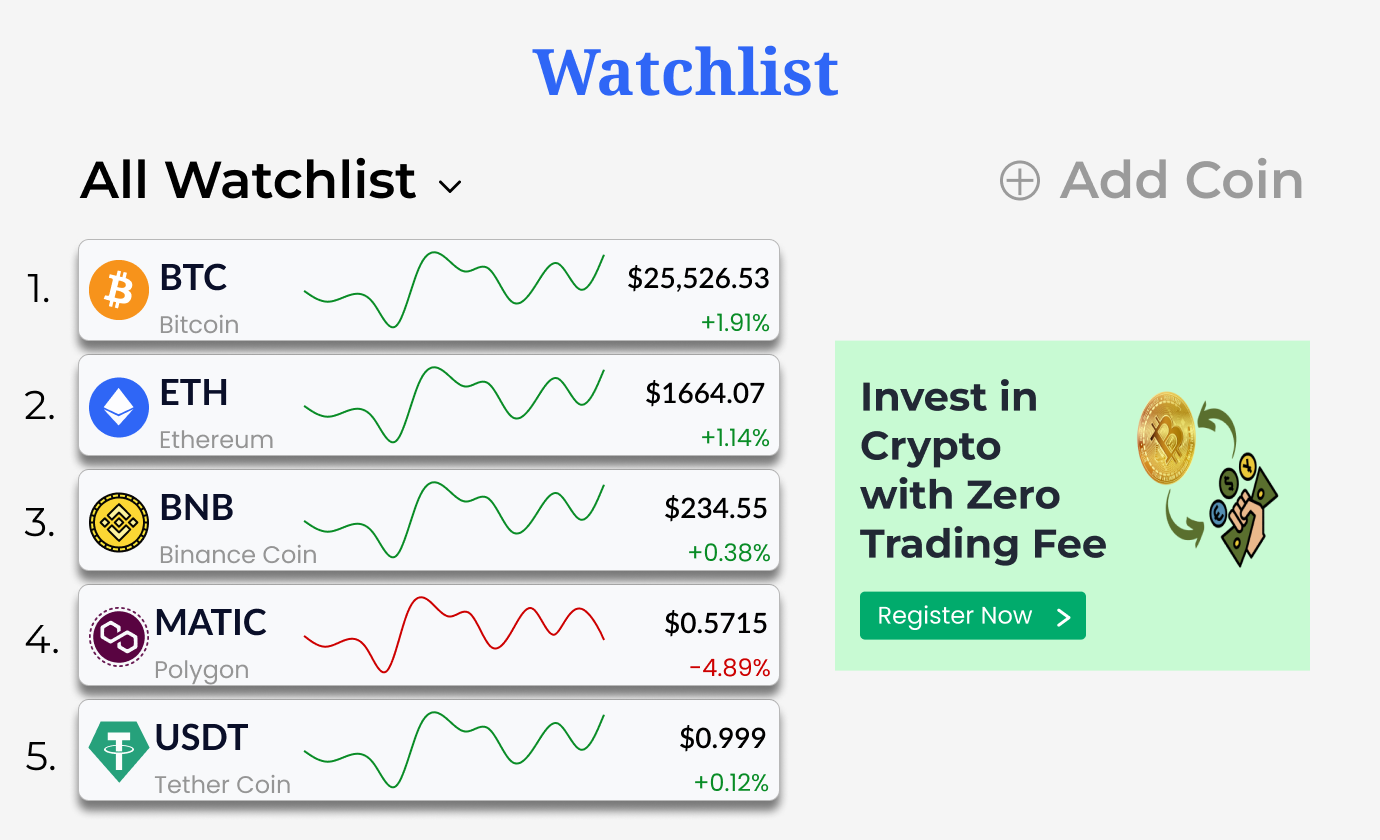 Watchlist
All Watchlist
Add Coin
1.
BTC
Bitcoin
$25,526.53
+1.91%
2.
ETH
Ethereum
$1664.07
+1.14%
3.
BNB
Binance Coin
$234.55
+0.38%
4.
MATIC
Polygon
$0.5715
-4.89%
5.
USDT
Tether Coin
$0.999
+0.12%
Invest in
Crypto
with Zero
Trading Fee
Register Now